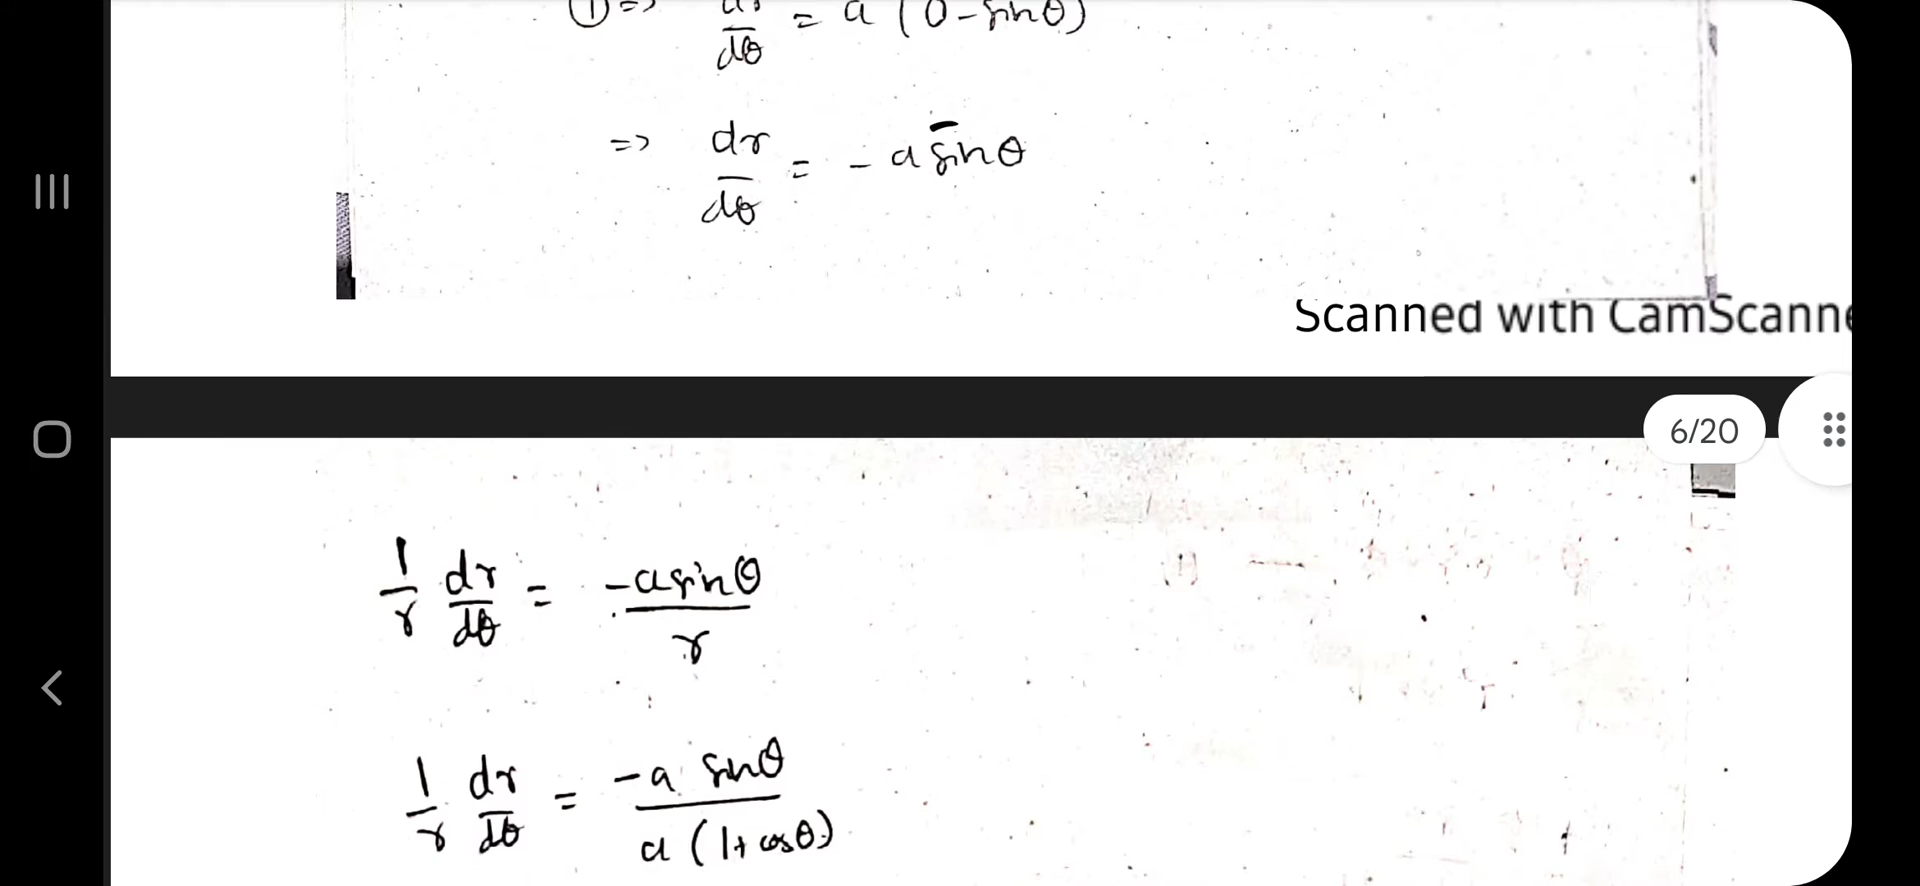 ① => dr/dθ = a (0 - sinθ)
=> dr/dθ = - a sinθ
Scanned with CamScanne
6/20
1/r dr/dθ = -a sinθ/r
1/r dr/dθ = -a sinθ/a (1+ cosθ)